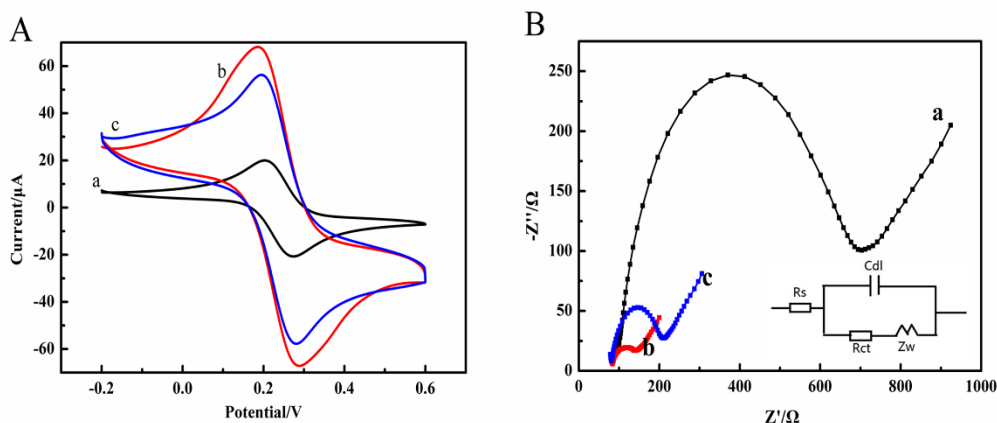 A
60
40
20
0
-20
-40
-60
Current/μA
-0.2
0.0
0.2
0.4
0.6
Potential/V
a
b
c
B
250
200
150
100
50
0
-Z''/Ω
0
200
400
600
800
1000
Z'/Ω
a
b
c
Cdl
Rs
Rct
Zw